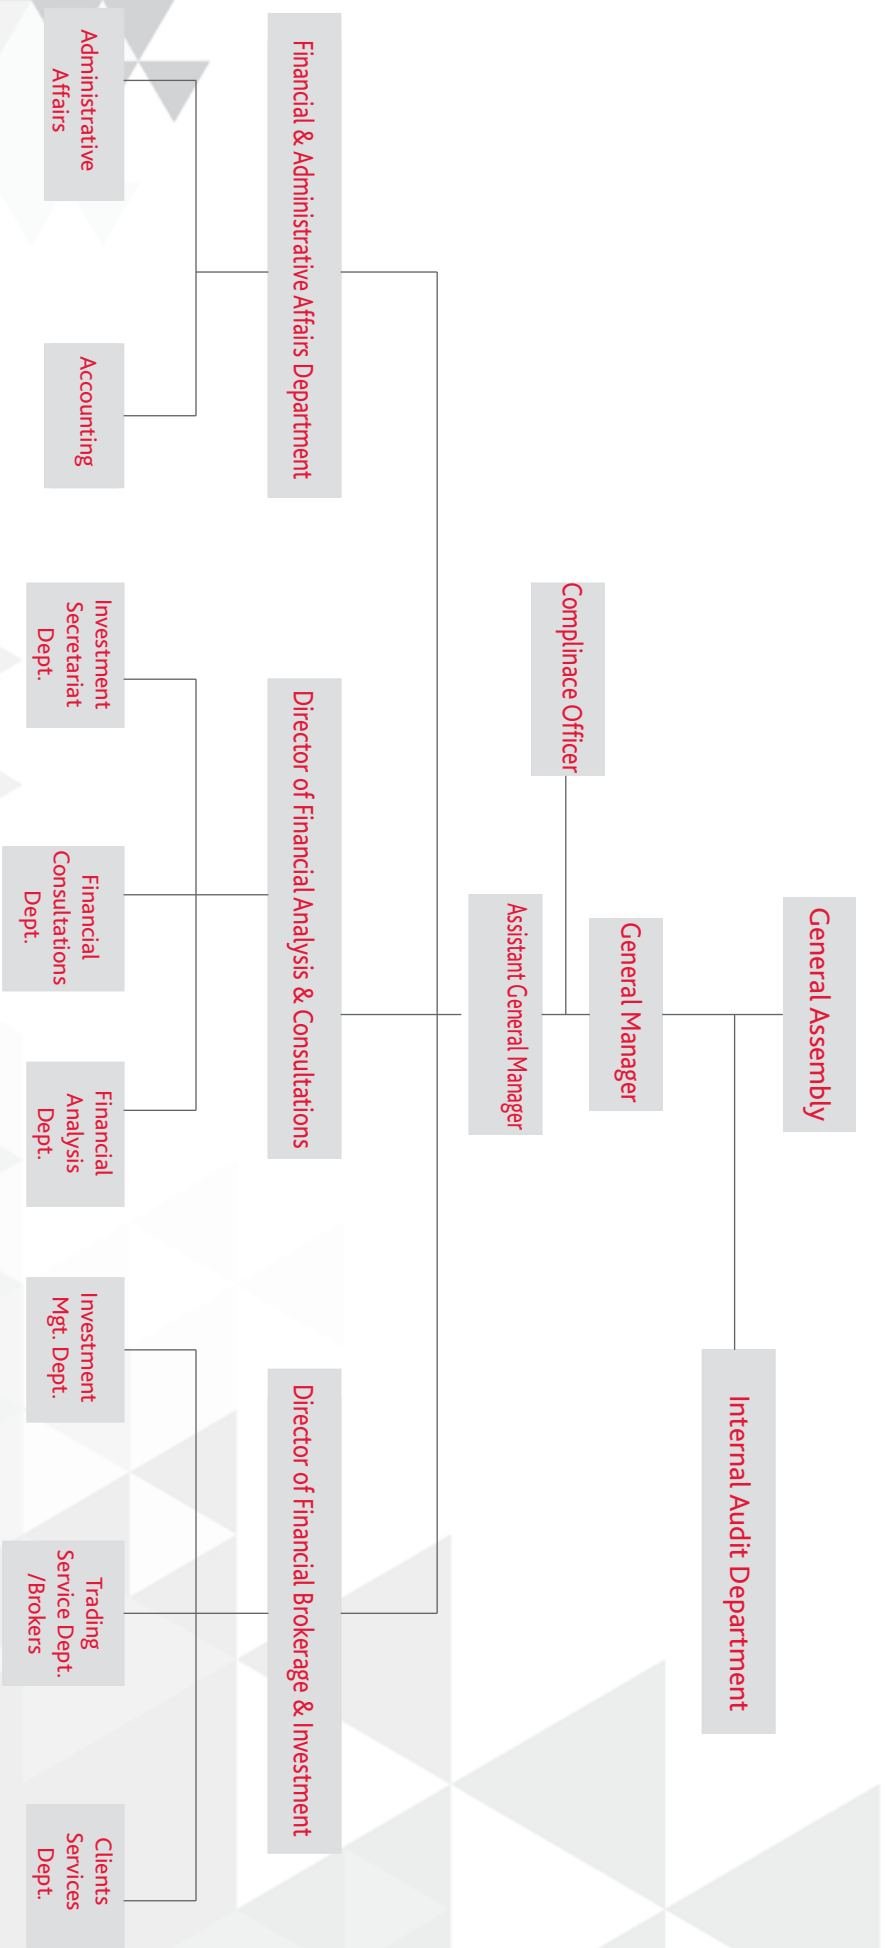 General Assembly
Internal Audit Department
General Manager
Complinace Officer
Assistant General Manager
Financial & Administrative Affairs Department
Director of Financial Analysis & Consultations
Director of Financial Brokerage & Investment
Administrative
Affairs
Accounting
Investment
Secretariat
Dept.
Financial
Consultations
Dept.
Financial
Analysis
Dept.
Investment
Mgt. Dept.
Trading
Service Dept.
/Brokers
Clients
Services
Dept.